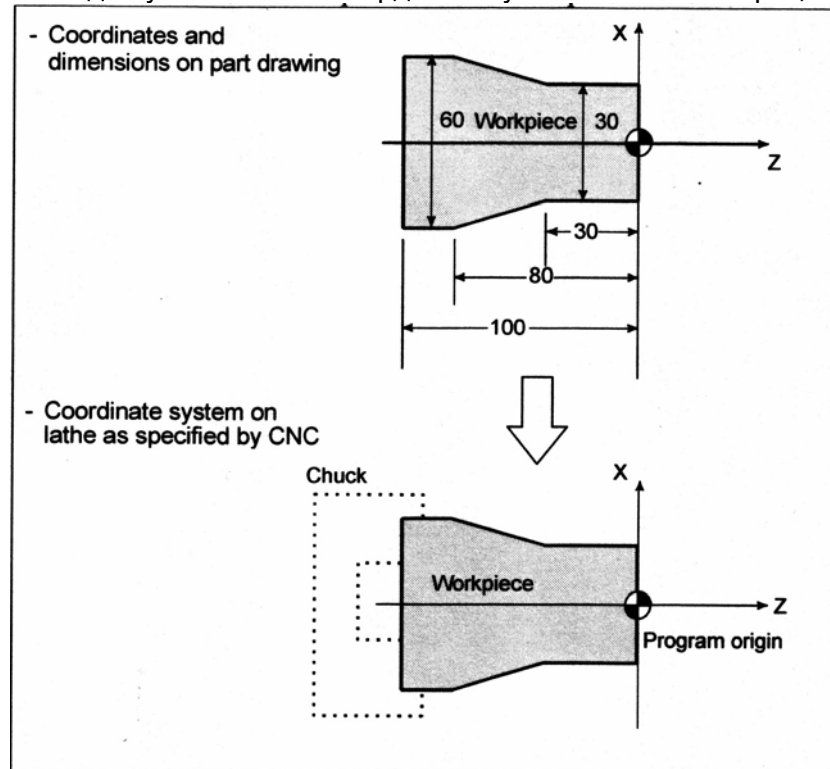 - Coordinates and
dimensions on part drawing
X
60 Workpiece 30
Z
30
80
100
- Coordinate system on
lathe as specified by CNC
Chuck
X
Workpiece
Z
Program origin